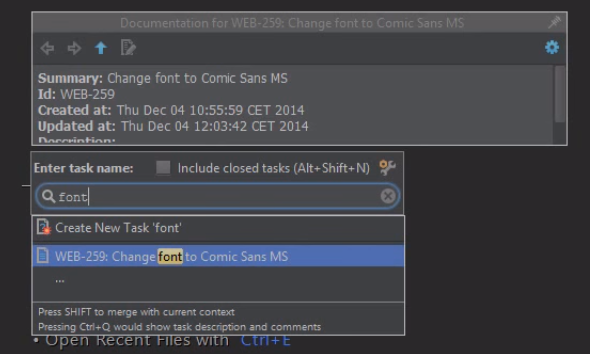 Documentation for WEB-259: Change font to Comic Sans MS
Summary: Change font to Comic Sans MS
Id: WEB-259
Created at: Thu Dec 04 10:55:59 CET 2014
Updated at: Thu Dec 04 12:03:42 CET 2014
Description:
Enter task name: Include closed tasks (Alt+Shift+N)
font
Create New Task 'font'
WEB-259: Change font to Comic Sans MS
...
Press SHIFT to merge with current context
Pressing Ctrl+Q would show task description and comments
• Open Recent Files with Ctrl+E